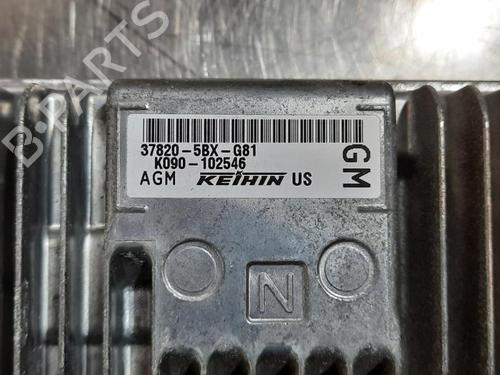 B-PARTS
37820-5BX-G81
K090-102546
AGM KEIHIN US
GM
N